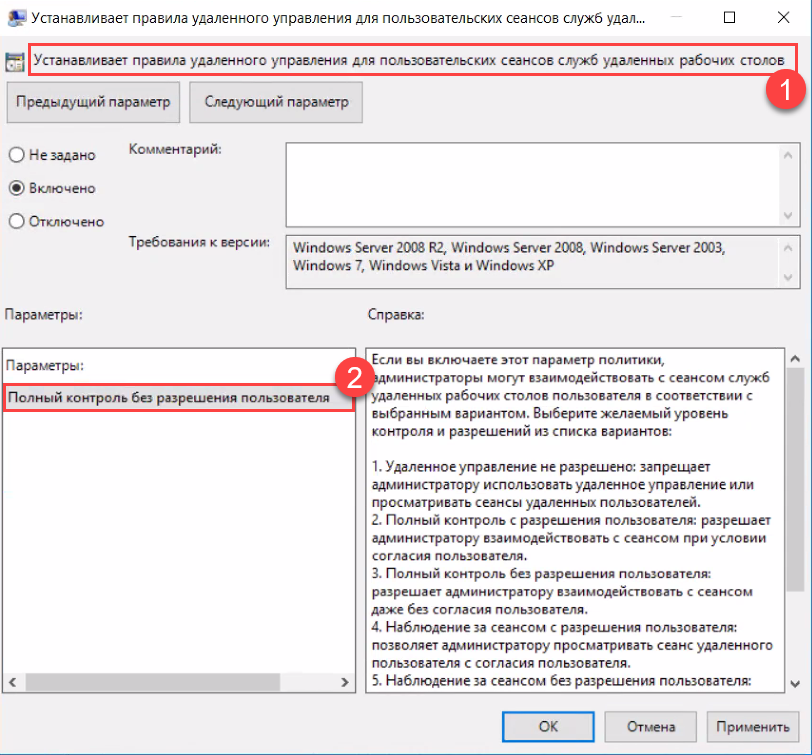 Устанавливает правила удаленного управления для пользовательских сеансов служб удал...
Устанавливает правила удаленного управления для пользовательских сеансов служб удаленных рабочих столов
1
Предыдущий параметр
Следующий параметр
Не задано
Комментарий:
Включено
Отключено
Требования к версии:
Windows Server 2008 R2, Windows Server 2008, Windows Server 2003,
Windows 7, Windows Vista и Windows XP
Параметры:
Справка:
Параметры:
2
Полный контроль без разрешения пользователя
Если вы включаете этот параметр политики,
администраторы могут взаимодействовать с сеансом служб
удаленных рабочих столов пользователя в соответствии с
выбранным вариантом. Выберите желаемый уровень
контроля и разрешений из списка вариантов:
1. Удаленное управление не разрешено: запрещает
администратору использовать удаленное управление или
просматривать сеансы удаленных пользователей.
2. Полный контроль с разрешения пользователя: разрешает
администратору взаимодействовать с сеансом при условии
согласия пользователя.
3. Полный контроль без разрешения пользователя:
разрешает администратору взаимодействовать с сеансом
даже без согласия пользователя.
4. Наблюдение за сеансом с разрешения пользователя:
позволяет администратору просматривать сеанс удаленного
пользователя с согласия пользователя.
5. Наблюдение за сеансом без разрешения пользователя:
ОК
Отмена
Применить